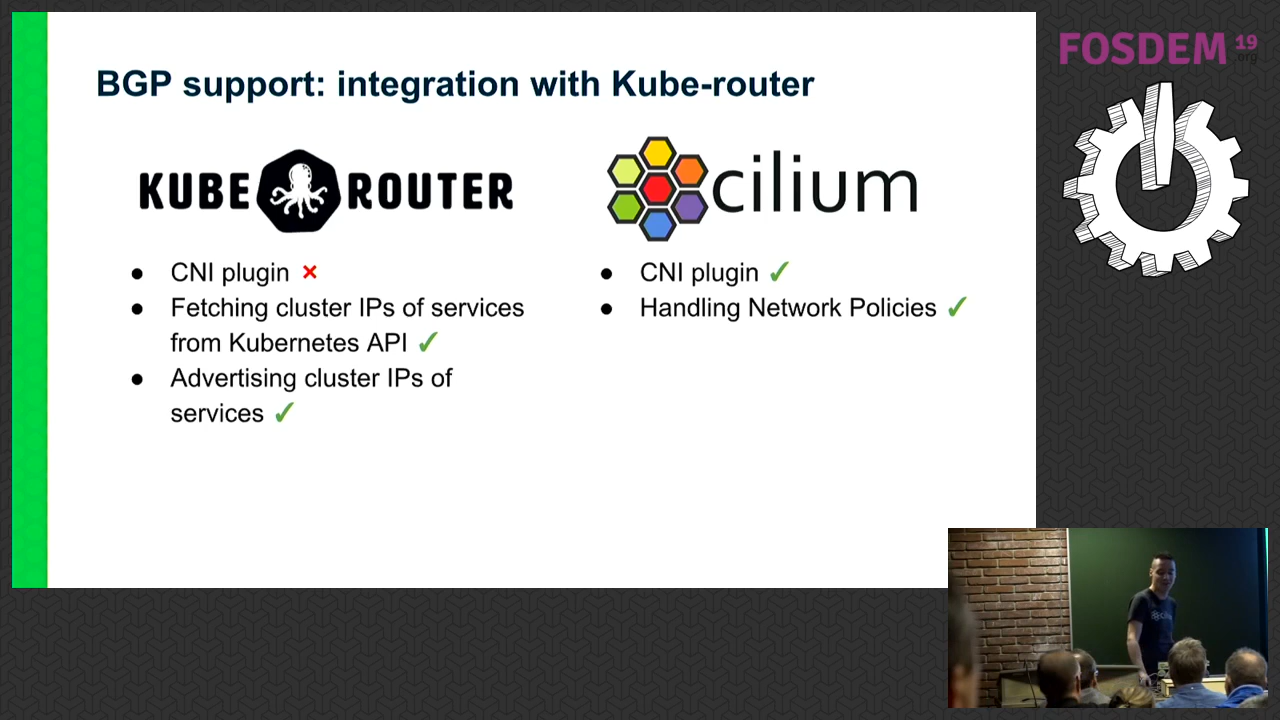 BGP support: integration with Kube-router
KUBE ROUTER
cilium
● CNI plugin ×
● Fetching cluster IPs of services
from Kubernetes API ✓
● Advertising cluster IPs of
services ✓
● CNI plugin ✓
● Handling Network Policies ✓
FOSDEM 19
.org